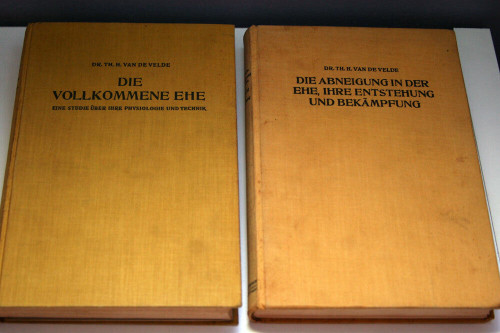 DR. TH. H. VAN DE VELDE
DIE
VOLLKOMMENE EHE
EINE STUDIE ÜBER IHRE PHYSIOLOGIE UND TECHNIK.
DR. TH. H. VAN DE VELDE
DIE ABNEIGUNG IN DER
EHE, IHRE ENTSTEHUNG
UND BEKÄMPFUNG